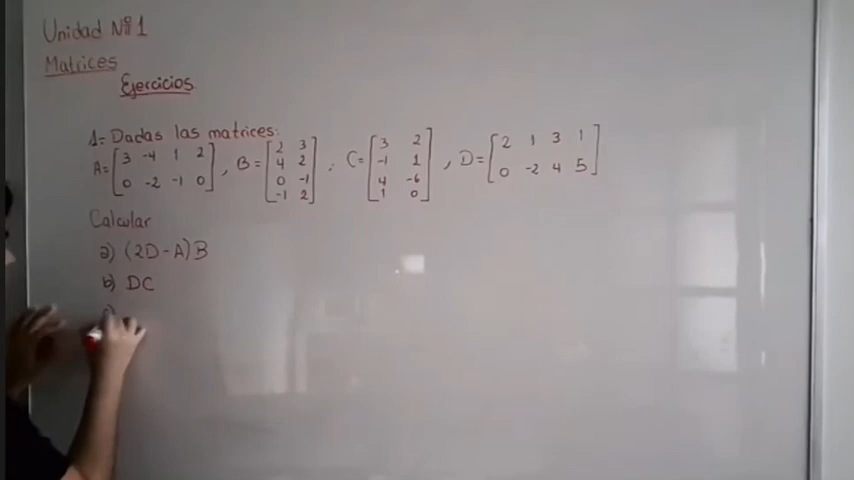 Unidad Nº1
Matrices
Ejercicios
1= Dadas las matrices:
A=[3 -4 1 2; 0 -2 -1 0], B=[2 3; 4 2; 0 -1; -1 2], C=[3 2; -1 1; 4 -6; 1 0], D=[2 1 3 1; 0 -2 4 5]
Calcular
a) (2D-A)B
b) DC